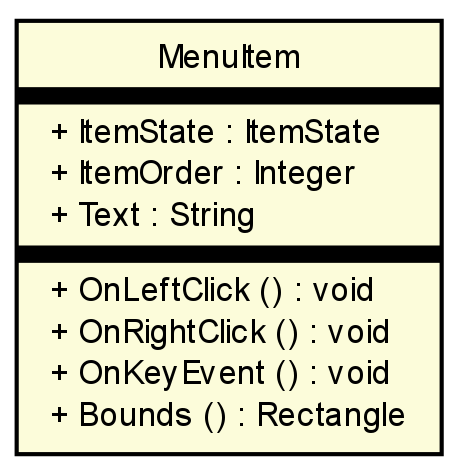 MenuItem
+ ItemState : ItemState
+ ItemOrder : Integer
+ Text : String
+ OnLeftClick () : void
+ OnRightClick () : void
+ OnKeyEvent () : void
+ Bounds () : Rectangle